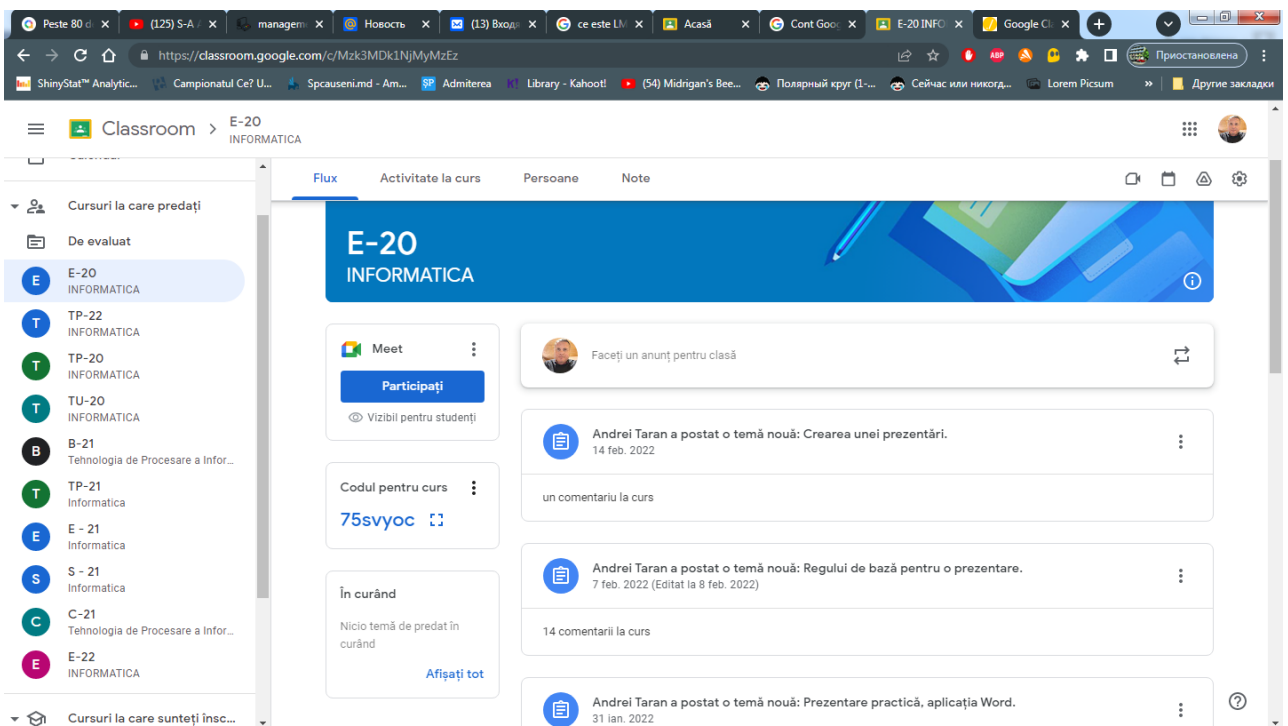 Peste 80 d
(125) S-A
managem
Новость
(13) Входя
ce este LM
Acasă
Cont Goog
E-20 INFO
Google Cl
https://classroom.google.com/c/Mzk3MDk1NjMyMzEz
ABP
Приостановлена
ShinyStat™ Analytic...
Campionatul Ce? U...
Spcauseni.md - Am...
SP Admiterea
K! Library - Kahoot!
(54) Midrigan's Bee...
Полярный круг (1-...
Сейчас или никогд...
Lorem Picsum
»
Другие закладки
Classroom > E-20
INFORMATICA
Flux
Activitate la curs
Persoane
Note
Cursuri la care predați
De evaluat
E
E-20
INFORMATICA
T
TP-22
INFORMATICA
T
TP-20
INFORMATICA
T
TU-20
INFORMATICA
B
B-21
Tehnologia de Procesare a Infor...
T
TP-21
Informatica
E
E - 21
Informatica
S
S - 21
Informatica
C
C-21
Tehnologia de Procesare a Infor...
E
E-22
INFORMATICA
Cursuri la care sunteți însc...
E-20
INFORMATICA
Meet
Participați
Vizibil pentru studenți
Codul pentru curs
75svyoc
În curând
Nicio temă de predat în
curând
Afișați tot
Faceți un anunț pentru clasă
Andrei Taran a postat o temă nouă: Crearea unei prezentări.
14 feb. 2022
un comentariu la curs
Andrei Taran a postat o temă nouă: Regului de bază pentru o prezentare.
7 feb. 2022 (Editat la 8 feb. 2022)
14 comentarii la curs
Andrei Taran a postat o temă nouă: Prezentare practică, aplicația Word.
31 ian. 2022